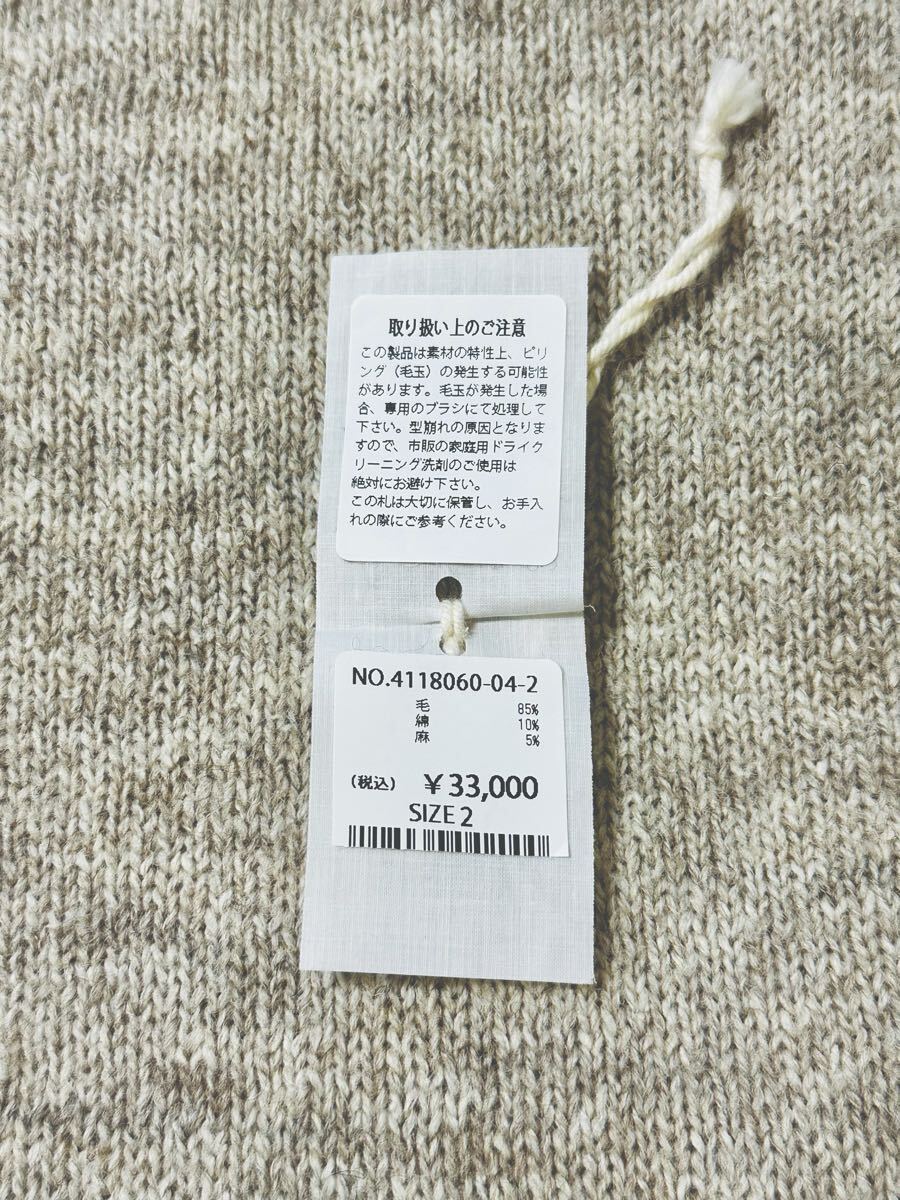 取り扱い上のご注意
この製品は素材の特性上、ピリ
ング（毛玉）の発生する可能性
があります。毛玉が発生した場
合、専用のブラシにて処理して
下さい。型崩れの原因となりま
すので、市販の家庭用ドライク
リーニング洗剤のご使用は
絶対にお避け下さい。
この札は大切に保管し、お手入
れの際にご参考ください。
NO.4118060-04-2
毛 85%
綿 10%
麻 5%
（税込） ￥33,000
SIZE 2